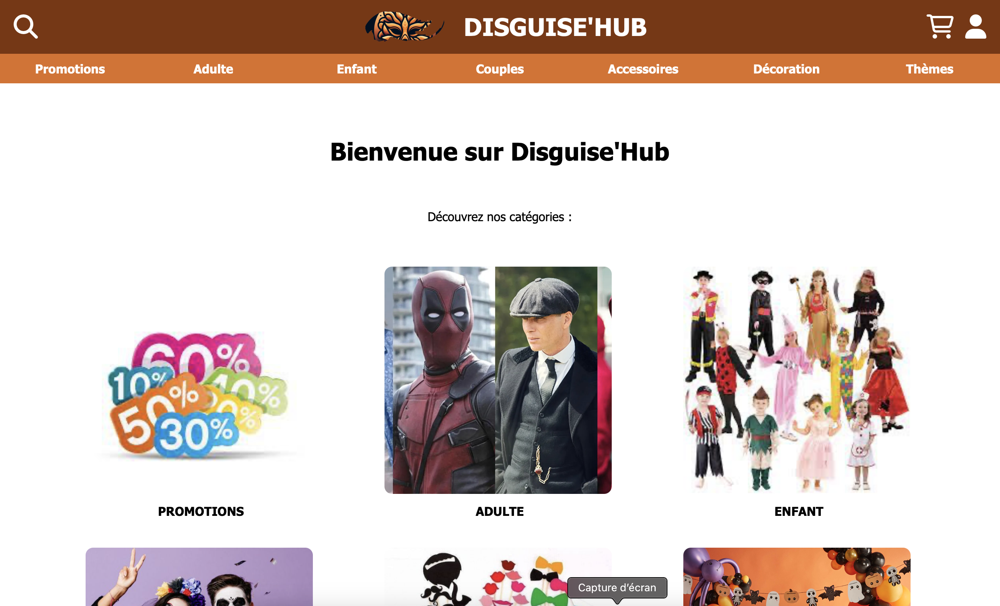 DISGUISE'HUB
Promotions Adulte Enfant Couples Accessoires Décoration Thèmes
Bienvenue sur Disguise'Hub
Découvrez nos catégories :
60%
10% 40%
50% %
30%
PROMOTIONS ADULTE ENFANT
Capture d’écran